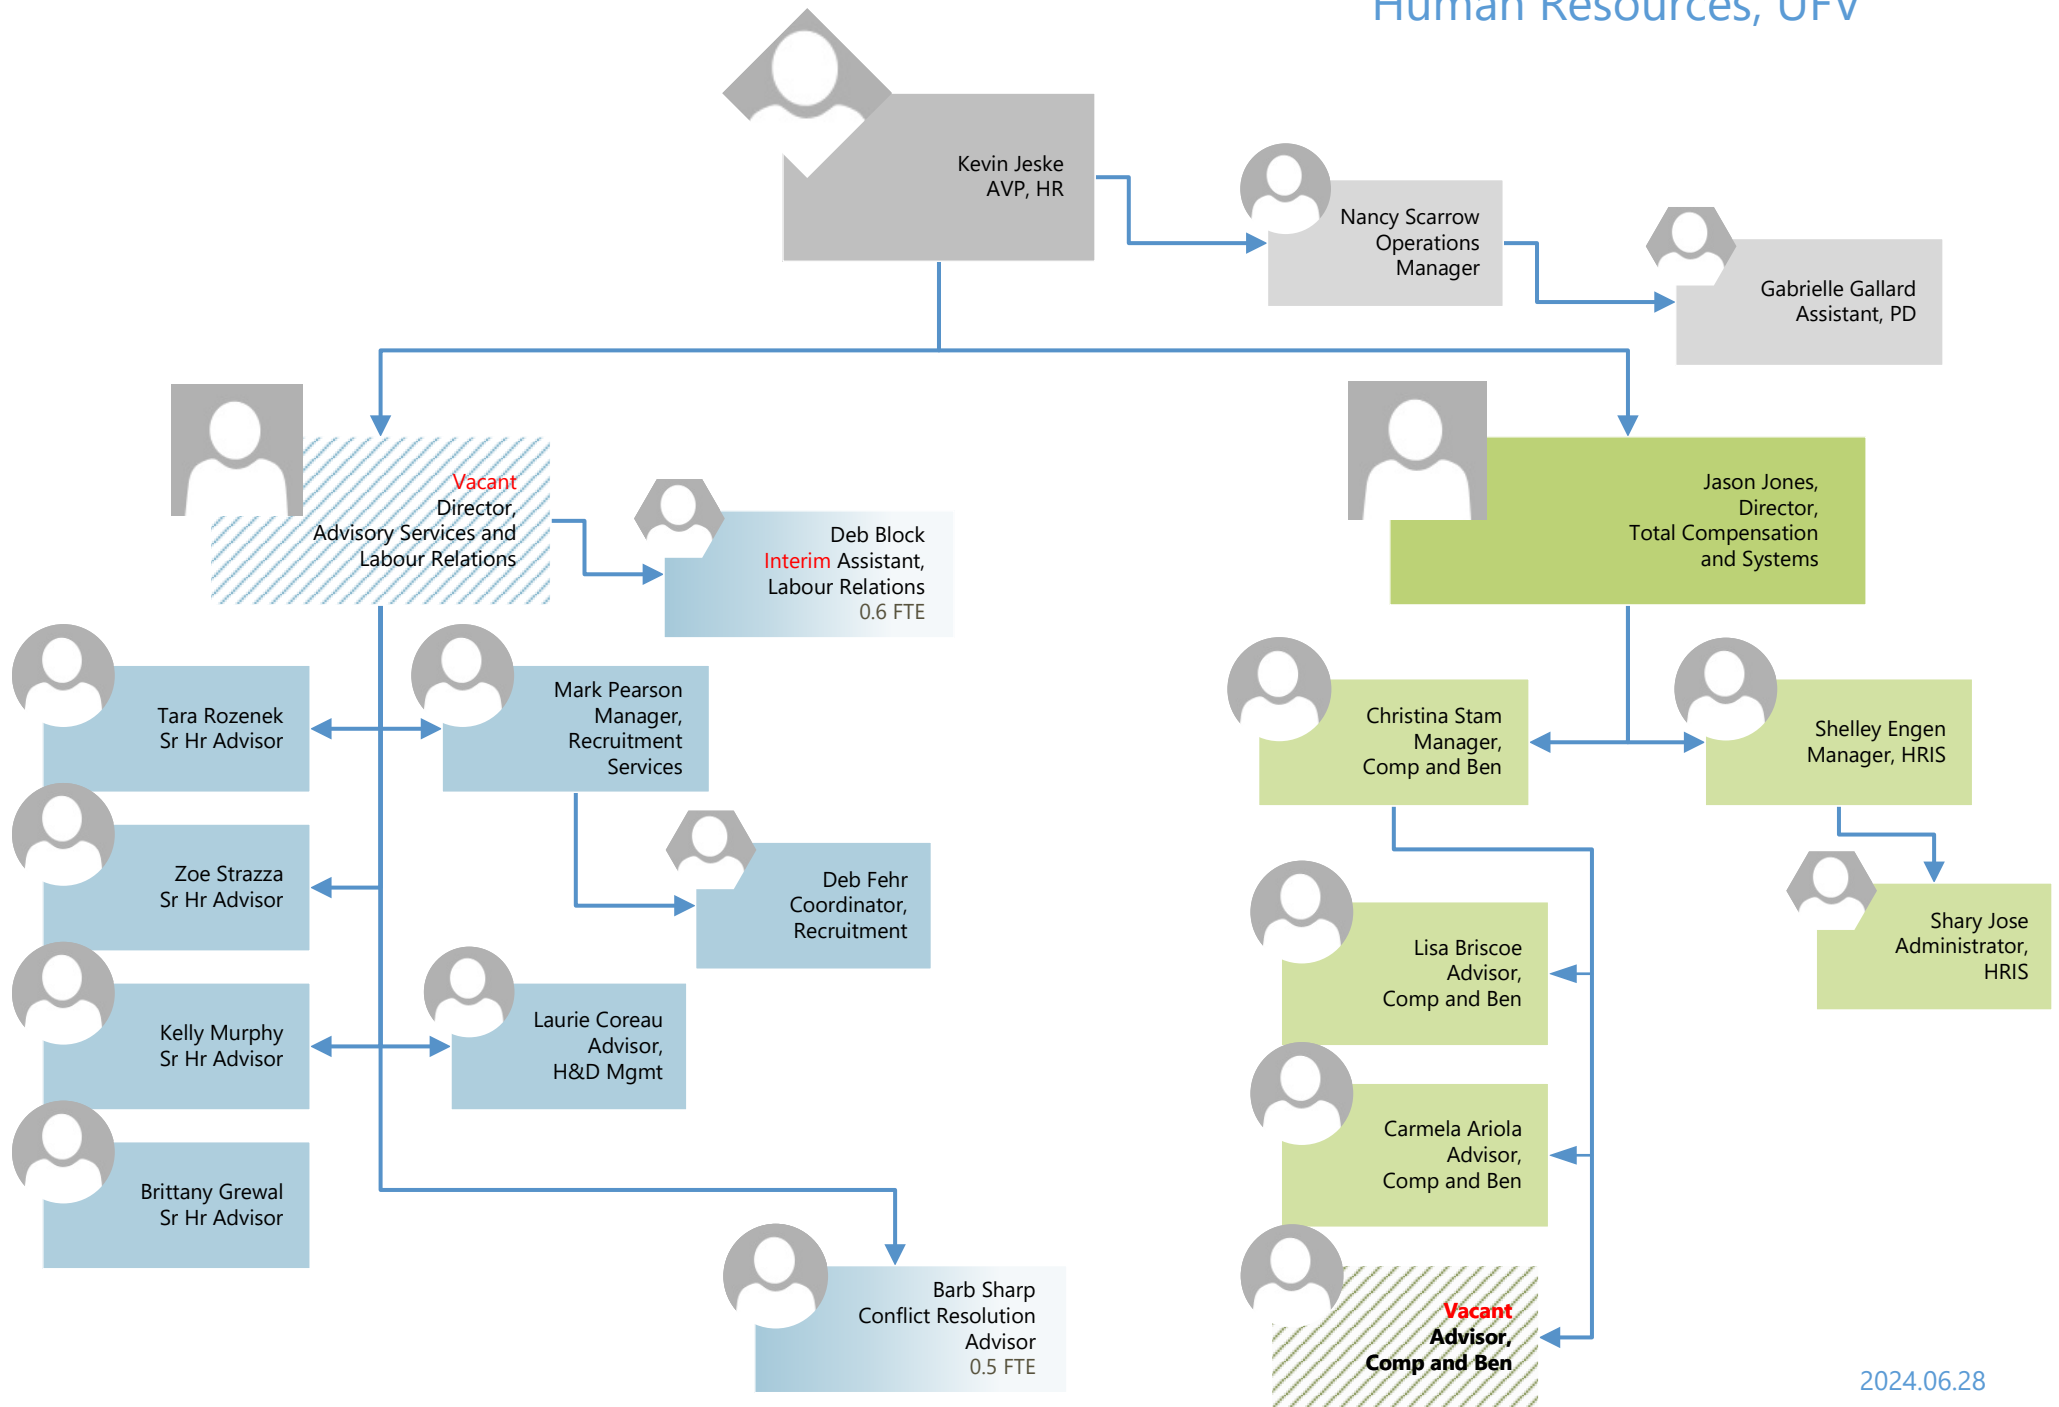 Human Resources, UFV
Kevin Jeske
AVP, HR
Nancy Scarrow
Operations
Manager
Gabrielle Gallard
Assistant, PD
Vacant
Director,
Advisory Services and
Labour Relations
Deb Block
Interim Assistant,
Labour Relations
0.6 FTE
Jason Jones,
Director,
Total Compensation
and Systems
Tara Rozenek
Sr Hr Advisor
Mark Pearson
Manager,
Recruitment
Services
Christina Stam
Manager,
Comp and Ben
Shelley Engen
Manager, HRIS
Zoe Strazza
Sr Hr Advisor
Deb Fehr
Coordinator,
Recruitment
Lisa Briscoe
Advisor,
Comp and Ben
Shary Jose
Administrator,
HRIS
Kelly Murphy
Sr Hr Advisor
Laurie Coreau
Advisor,
H&D Mgmt
Carmela Ariola
Advisor,
Comp and Ben
Brittany Grewal
Sr Hr Advisor
Barb Sharp
Conflict Resolution
Advisor
0.5 FTE
Vacant
Advisor,
Comp and Ben
2024.06.28